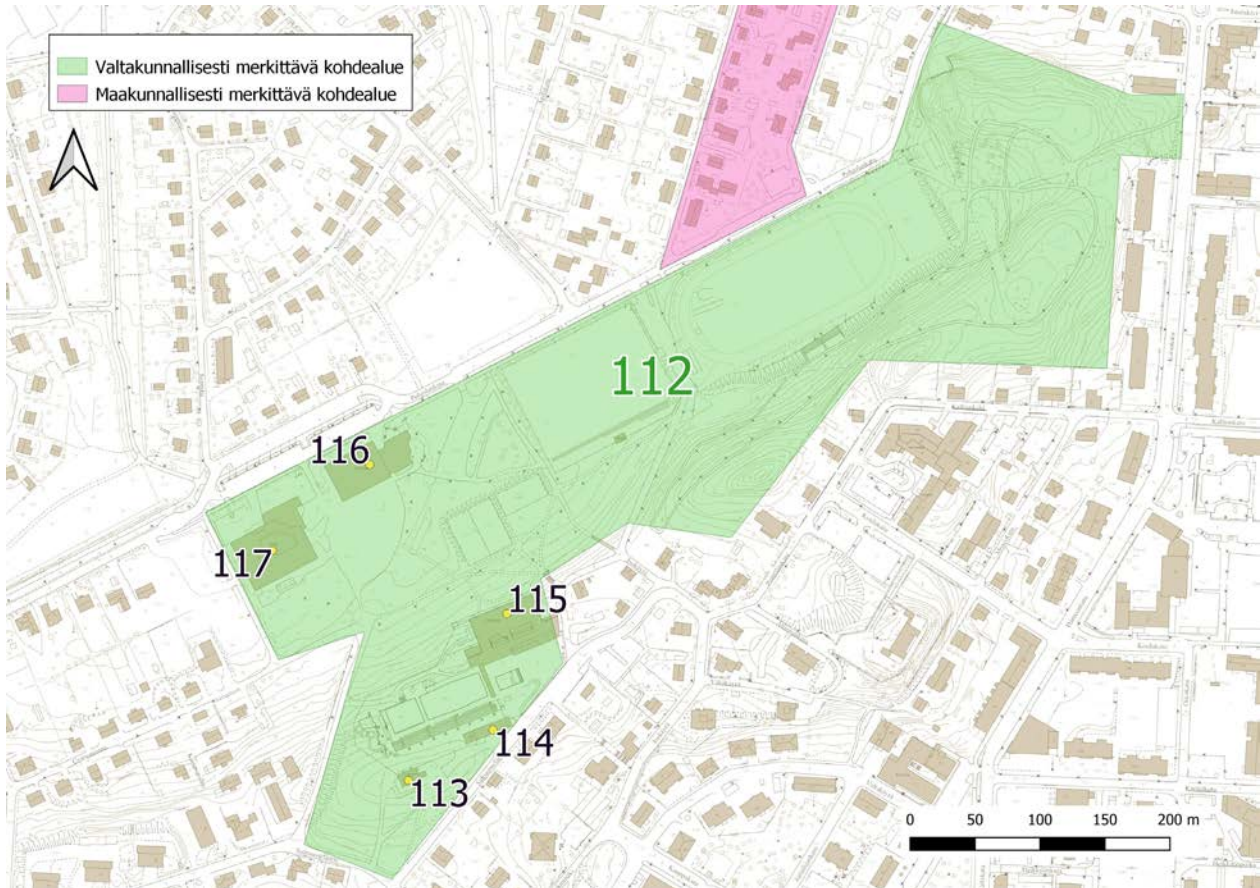 Valtakunnallisesti merkittävä kohdealue
Maakunnallisesti merkittävä kohdealue
112
116
117
115
114
113
0 50 100 150 200 m